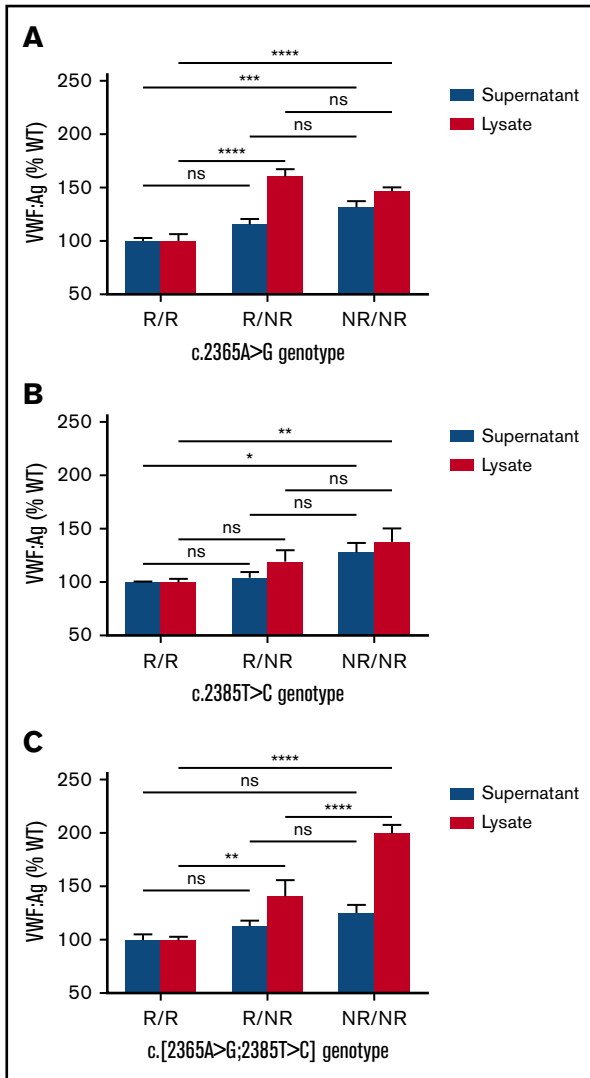 A
****
***
ns
ns
****
ns
250
200
150
100
50
VWF:Ag (% WT)
R/R R/NR NR/NR
c.2365A>G genotype
Supernatant
Lysate
B
**
*
ns
ns
ns
ns
250
200
150
100
50
VWF:Ag (% WT)
R/R R/NR NR/NR
c.2385T>C genotype
Supernatant
Lysate
C
****
ns
****
ns
**
ns
250
200
150
100
50
VWF:Ag (% WT)
R/R R/NR NR/NR
c.[2365A>G;2385T>C] genotype
Supernatant
Lysate